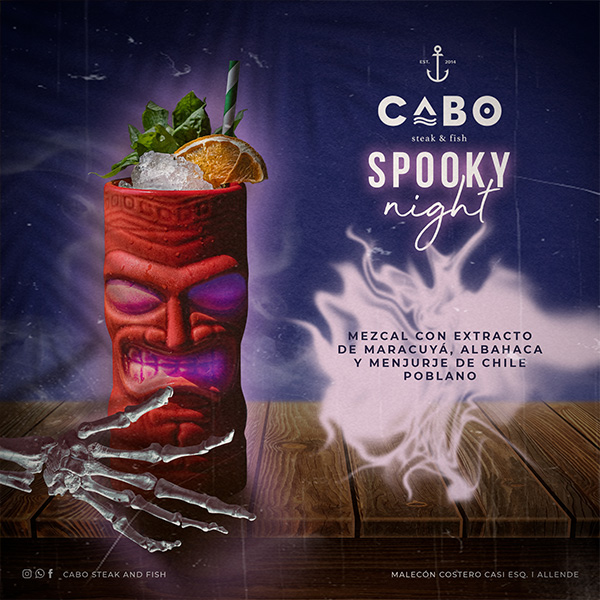 EST. 2014
CABO
steak & fish
SPOOKY
night
MEZCAL CON EXTRACTO
DE MARACUYÁ, ALBAHACA
Y MENJURJE DE CHILE
POBLANO
CABO STEAK AND FISH
MALECÓN COSTERO CASI ESQ. I ALLENDE